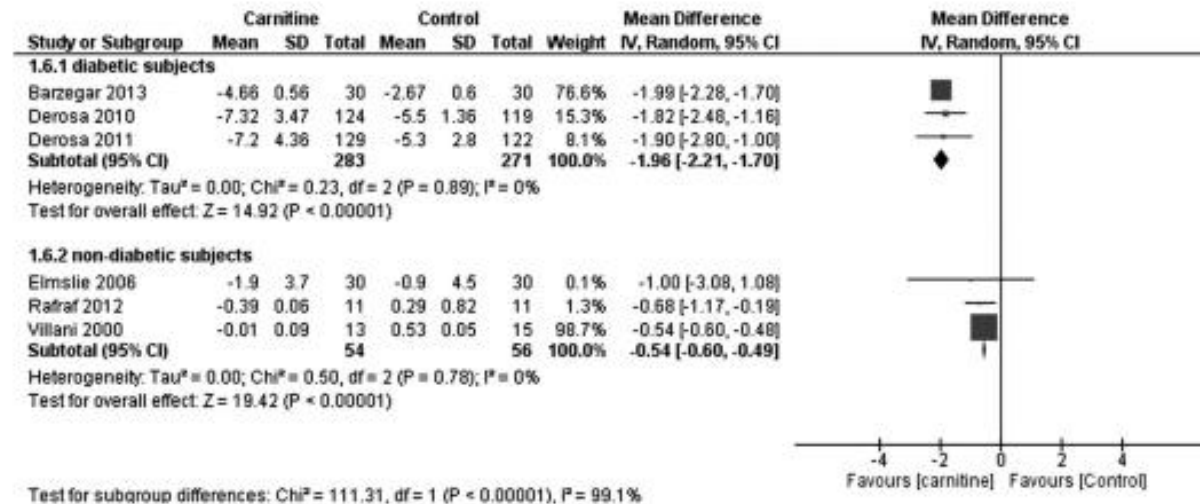 Carnitine Control Mean Difference Mean Difference
Study or Subgroup Mean SD Total Mean SD Total Weight IV, Random, 95% CI IV, Random, 95% CI
1.6.1 diabetic subjects
Barzegar 2013 -4.66 0.56 30 -2.67 0.6 30 76.6% -1.99 [-2.28, -1.70]
Derosa 2010 -7.32 3.47 124 -5.5 1.36 119 15.3% -1.82 [-2.48, -1.16]
Derosa 2011 -7.2 4.36 129 -5.3 2.8 122 8.1% -1.90 [-2.80, -1.00]
Subtotal (95% CI) 283 271 100.0% -1.96 [-2.21, -1.70]
Heterogeneity: Tau² = 0.00; Chi² = 0.23, df = 2 (P = 0.89); I² = 0%
Test for overall effect: Z = 14.92 (P < 0.00001)
1.6.2 non-diabetic subjects
Elmslie 2006 -1.9 3.7 30 -0.9 4.5 30 0.1% -1.00 [-3.08, 1.08]
Rafraf 2012 -0.39 0.06 11 0.29 0.82 11 1.3% -0.68 [-1.17, -0.19]
Villani 2000 -0.01 0.09 13 0.53 0.05 15 98.7% -0.54 [-0.60, -0.48]
Subtotal (95% CI) 54 56 100.0% -0.54 [-0.60, -0.49]
Heterogeneity: Tau² = 0.00; Chi² = 0.50, df = 2 (P = 0.78); I² = 0%
Test for overall effect: Z = 19.42 (P < 0.00001)
-4 -2 0 2 4
Favours [carnitine] Favours [Control]
Test for subgroup differences: Chi² = 111.31, df = 1 (P < 0.00001), I² = 99.1%